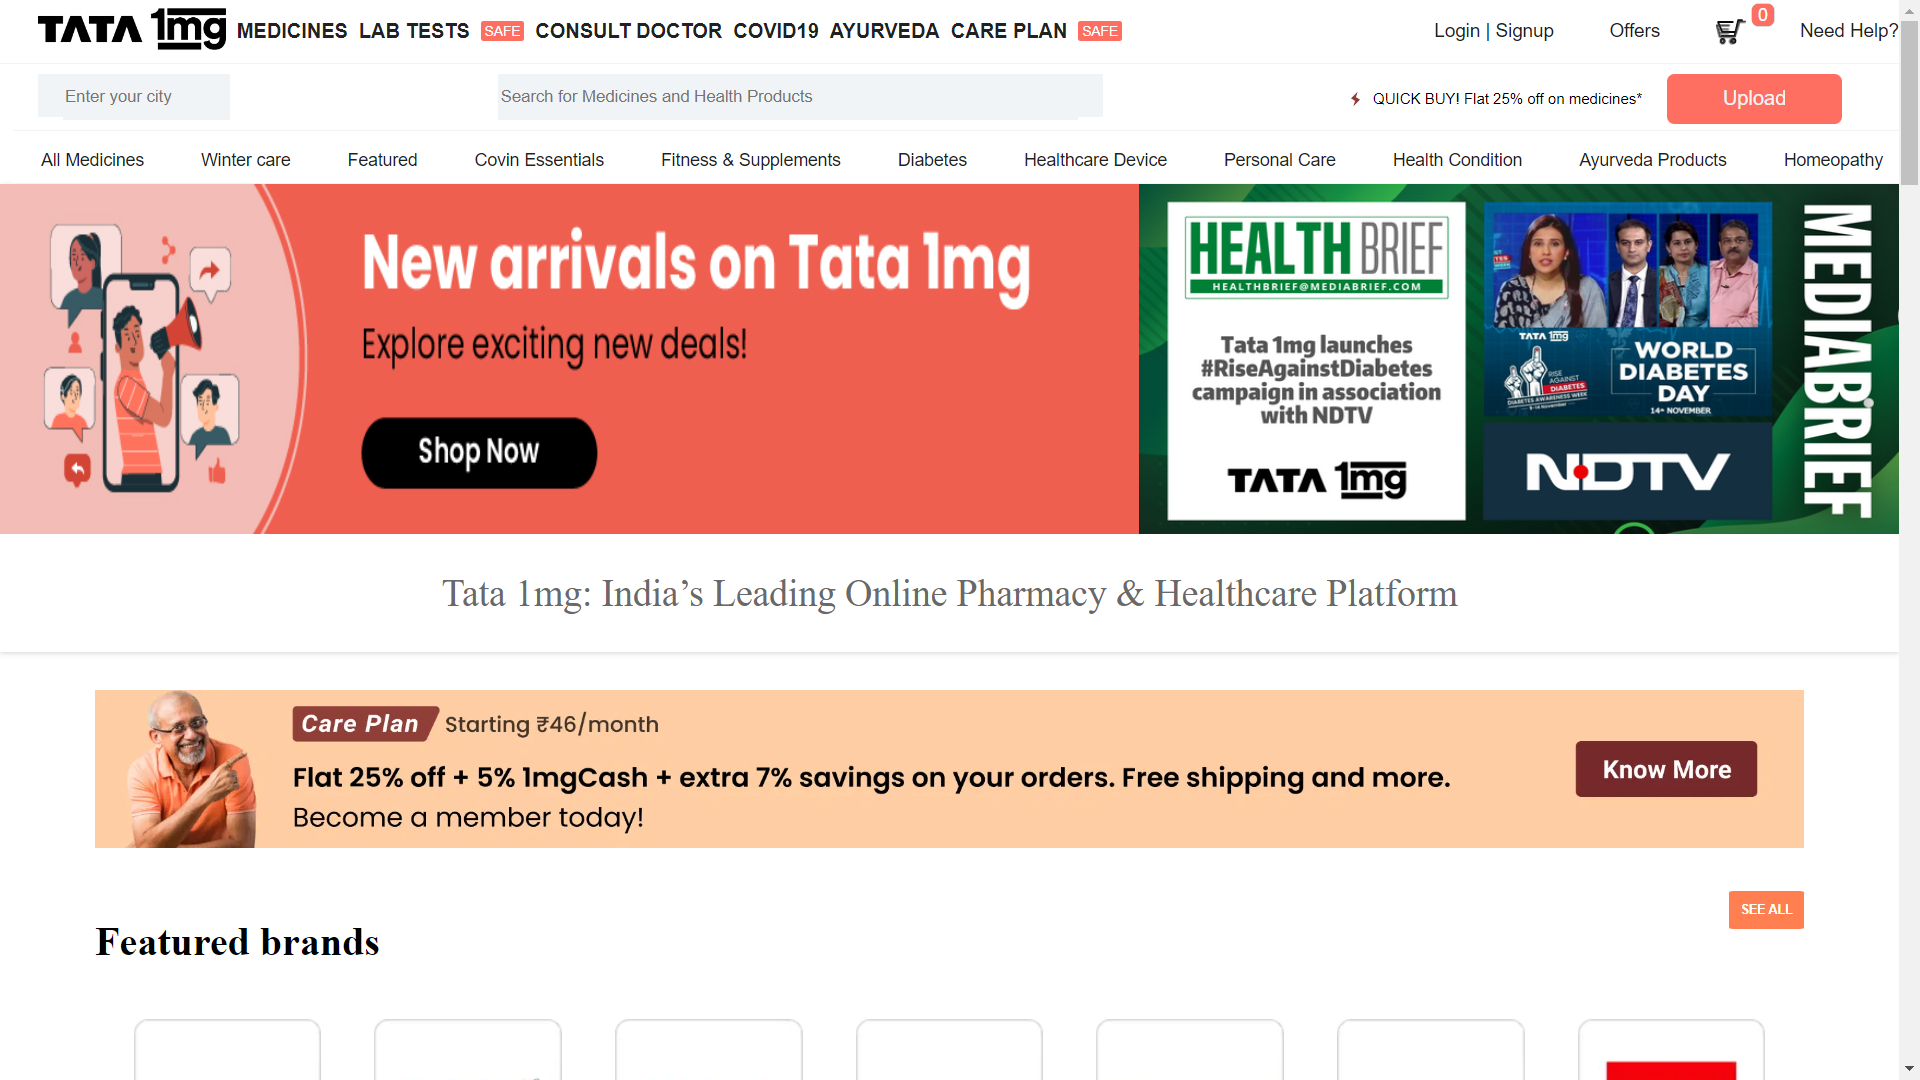 TATA 1mg MEDICINES LAB TESTS SAFE CONSULT DOCTOR COVID19 AYURVEDA CARE PLAN SAFE Login | Signup Offers 0 Need Help?
Enter your city Search for Medicines and Health Products QUICK BUY! Flat 25% off on medicines* Upload
All Medicines Winter care Featured Covin Essentials Fitness & Supplements Diabetes Healthcare Device Personal Care Health Condition Ayurveda Products Homeopathy
New arrivals on Tata 1mg
Explore exciting new deals!
Shop Now
HEALTH BRIEF
HEALTHBRIEF@MEDIABRIEF.COM
Tata 1mg launches
#RiseAgainstDiabetes
campaign in association
with NDTV
TATA 1mg
TATA 1mg
RISE
AGAINST
DIABETES
DIABETES AWARENESS WEEK
8-14 November
WORLD
DIABETES
DAY
14th NOVEMBER
NDTV
MEDIABRIEF
Tata 1mg: India’s Leading Online Pharmacy & Healthcare Platform
Care Plan Starting ₹46/month
Flat 25% off + 5% 1mgCash + extra 7% savings on your orders. Free shipping and more.
Become a member today!
Know More
SEE ALL
Featured brands